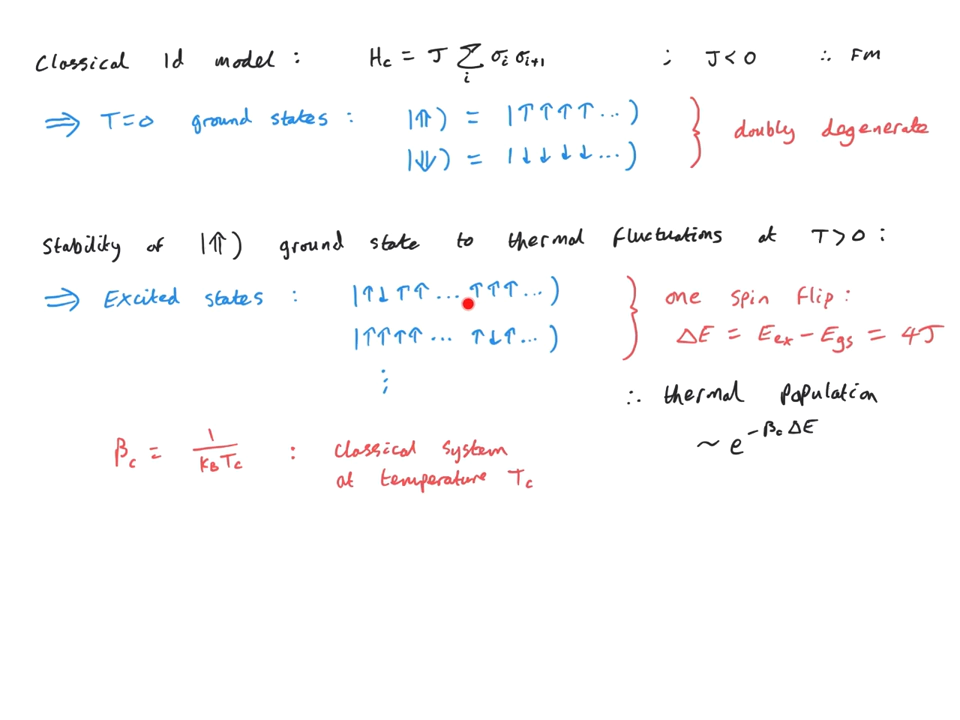 Classical 1d model : H_c = J ∑_i σ_i σ_{i+1} ; J < 0 ∴ FM
⟹ T=0 ground states : |⇑) = |↑↑↑↑...)
|⇓) = |↓↓↓↓...)
} doubly degenerate
Stability of |⇑) ground state to thermal fluctuations at T > 0 :
⟹ Excited states : |↑↓↑↑...↑↑↑...)
|↑↑↑↑... ↑↓↑...)
⋮
} one spin flip :
ΔE = E_ex − E_gs = 4J
∴ thermal population
~ e^{−β_c ΔE}
β_c = 1/(k_B T_c) : classical system
at temperature T_c